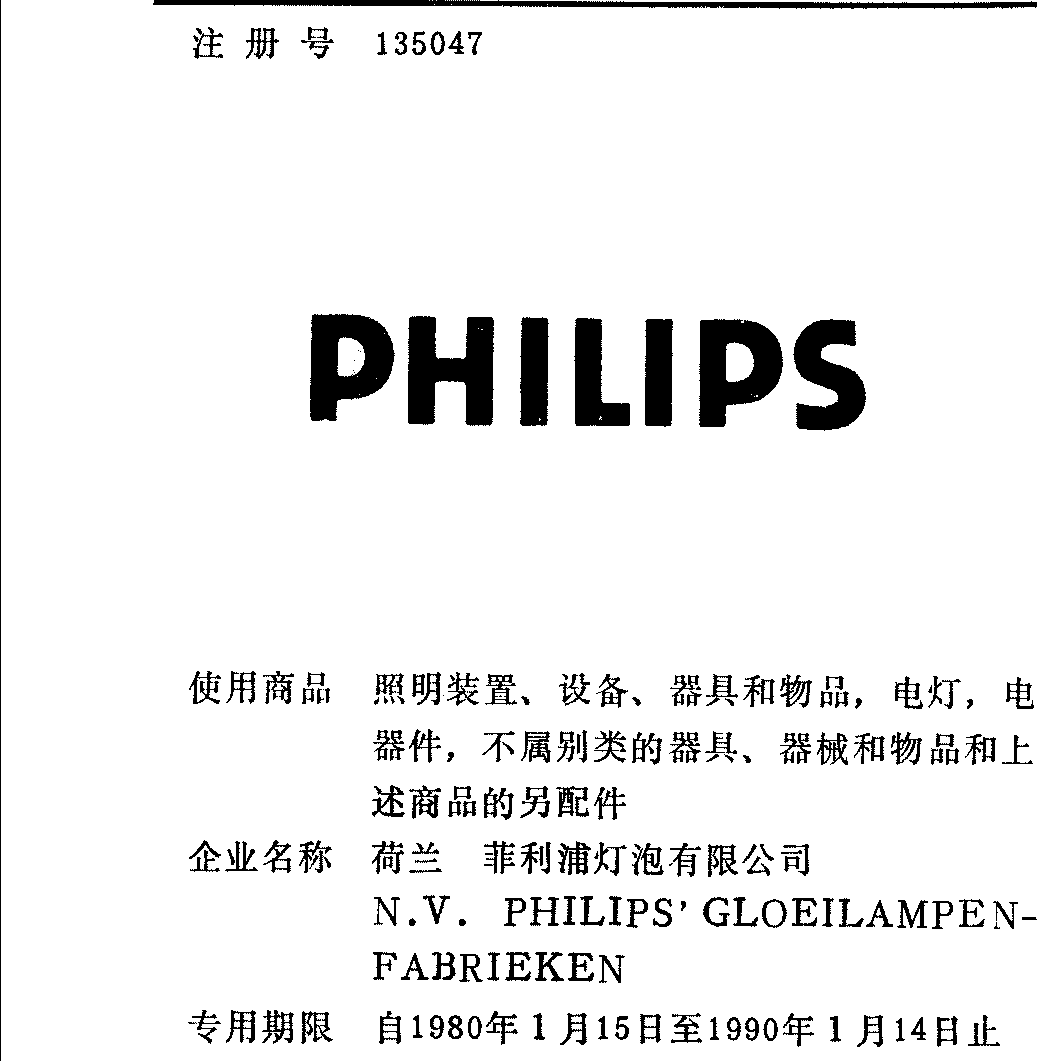 注 册 号 135047
PHILIPS
使用商品 照明装置、设备、器具和物品，电灯，电
器件，不属别类的器具、器械和物品和上
述商品的另配件
企业名称 荷兰 菲利浦灯泡有限公司
N.V. PHILIPS' GLOEILAMPEN-
FABRIEKEN
专用期限 自1980年1月15日至1990年1月14日止